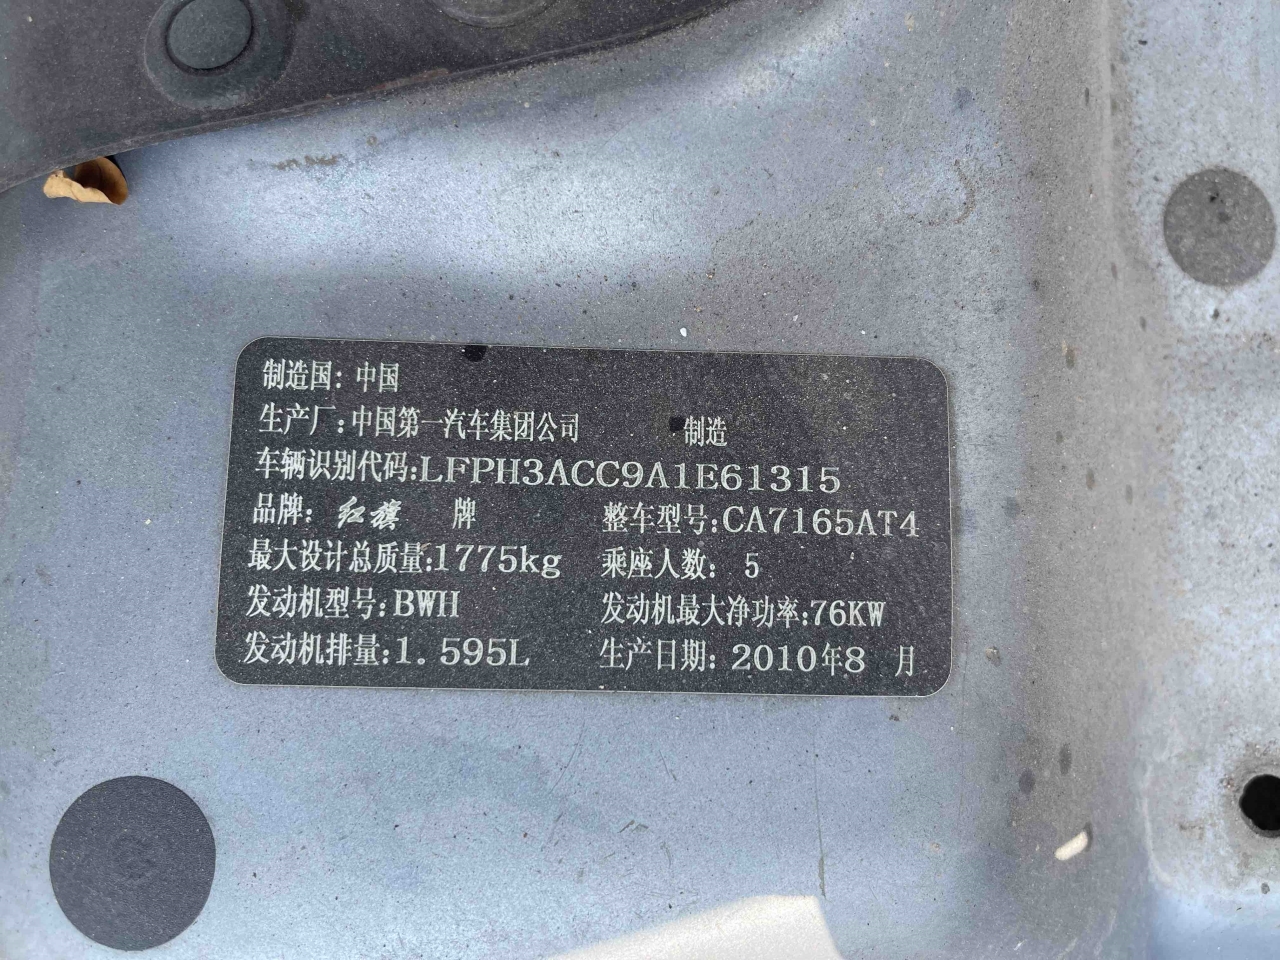 制造国：中国
生产厂：中国第一汽车集团公司 制造
车辆识别代码:LFPH3ACC9A1E61315
品牌：红旗 牌 整车型号:CA7165AT4
最大设计总质量:1775kg 乘座人数：5
发动机型号:BWH 发动机最大净功率:76KW
发动机排量:1.595L 生产日期：2010年8 月